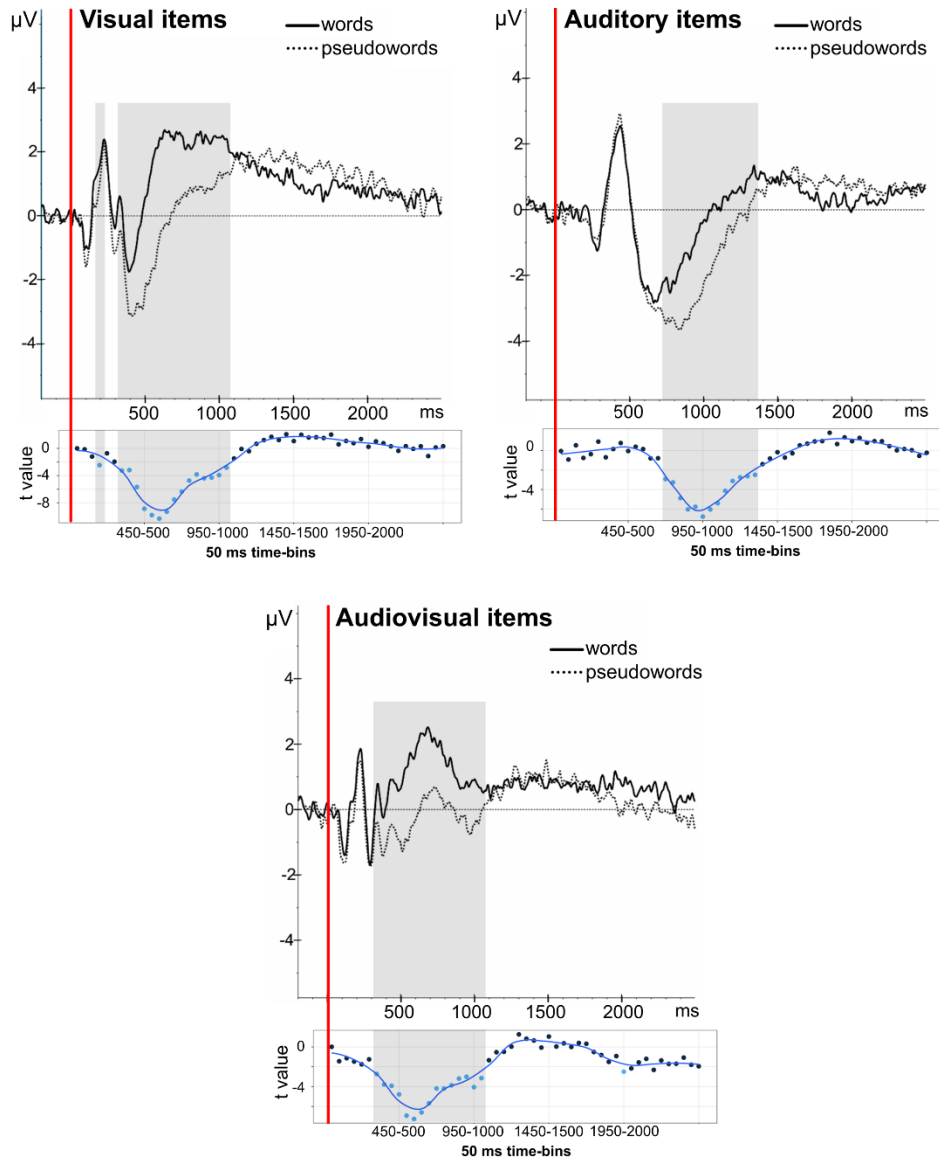 µV
Visual items
words
pseudowords
4
2
0
-2
-4
500
1000
1500
2000
ms
t value
0
-4
-8
450-500
950-1000
1450-1500
1950-2000
50 ms time-bins
µV
Auditory items
words
pseudowords
4
2
0
-2
-4
500
1000
1500
2000
ms
t value
0
-4
450-500
950-1000
1450-1500
1950-2000
50 ms time-bins
µV
Audiovisual items
words
pseudowords
4
2
0
-2
-4
500
1000
1500
2000
ms
t value
0
-4
450-500
950-1000
1450-1500
1950-2000
50 ms time-bins